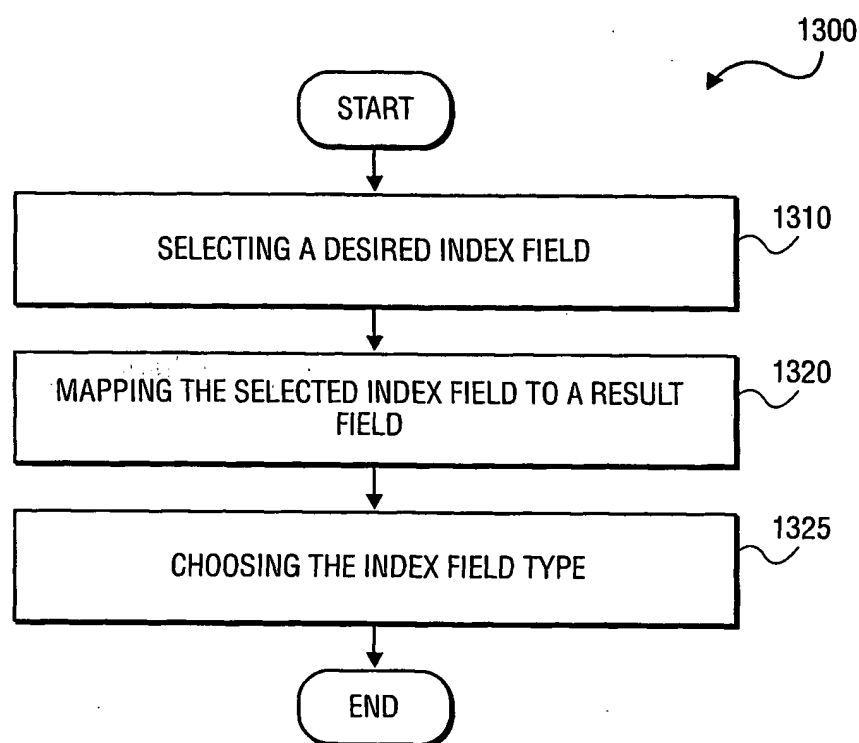 1300
START
1310
SELECTING A DESIRED INDEX FIELD
1320
MAPPING THE SELECTED INDEX FIELD TO A RESULT
FIELD
1325
CHOOSING THE INDEX FIELD TYPE
END